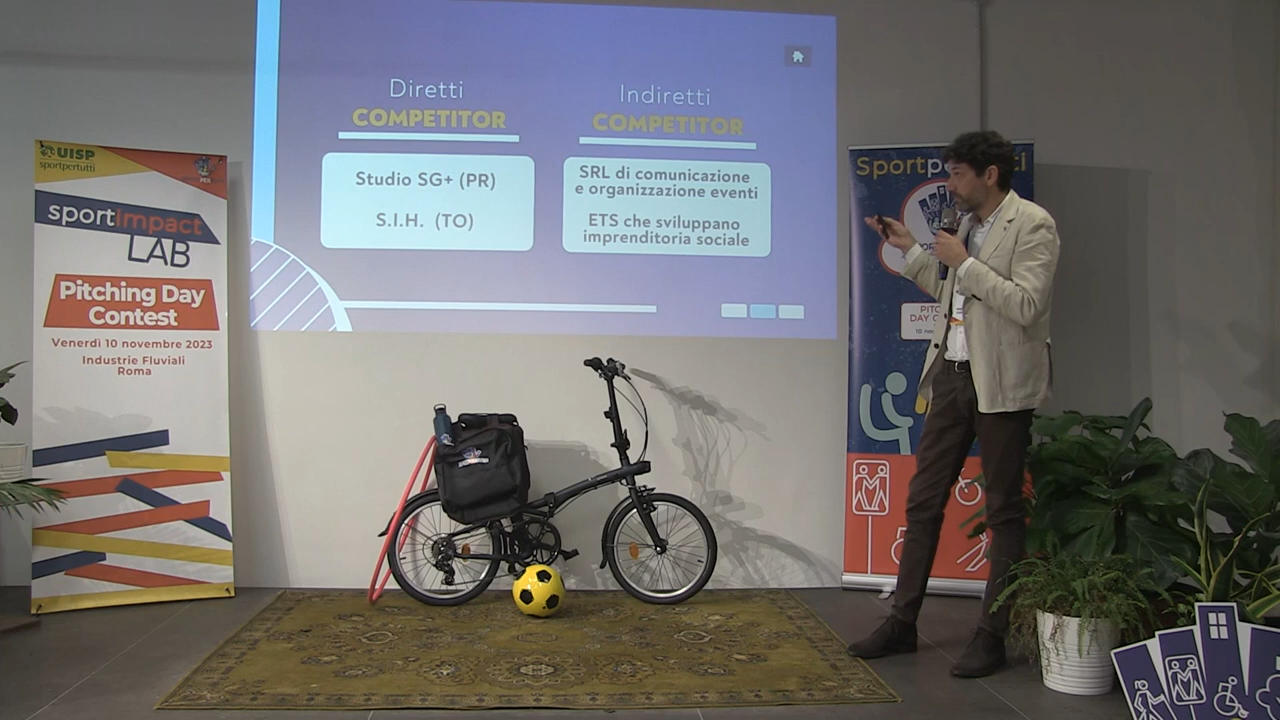 Diretti
COMPETITOR
Studio SG+ (PR)
S.I.H. (TO)
Indiretti
COMPETITOR
SRL di comunicazione
e organizzazione eventi
ETS che sviluppano
imprenditoria sociale
UISP
sportpertutti
sportimpact
LAB
Pitching Day
Contest
Venerdì 10 novembre 2023
Industrie Fluviali
Roma